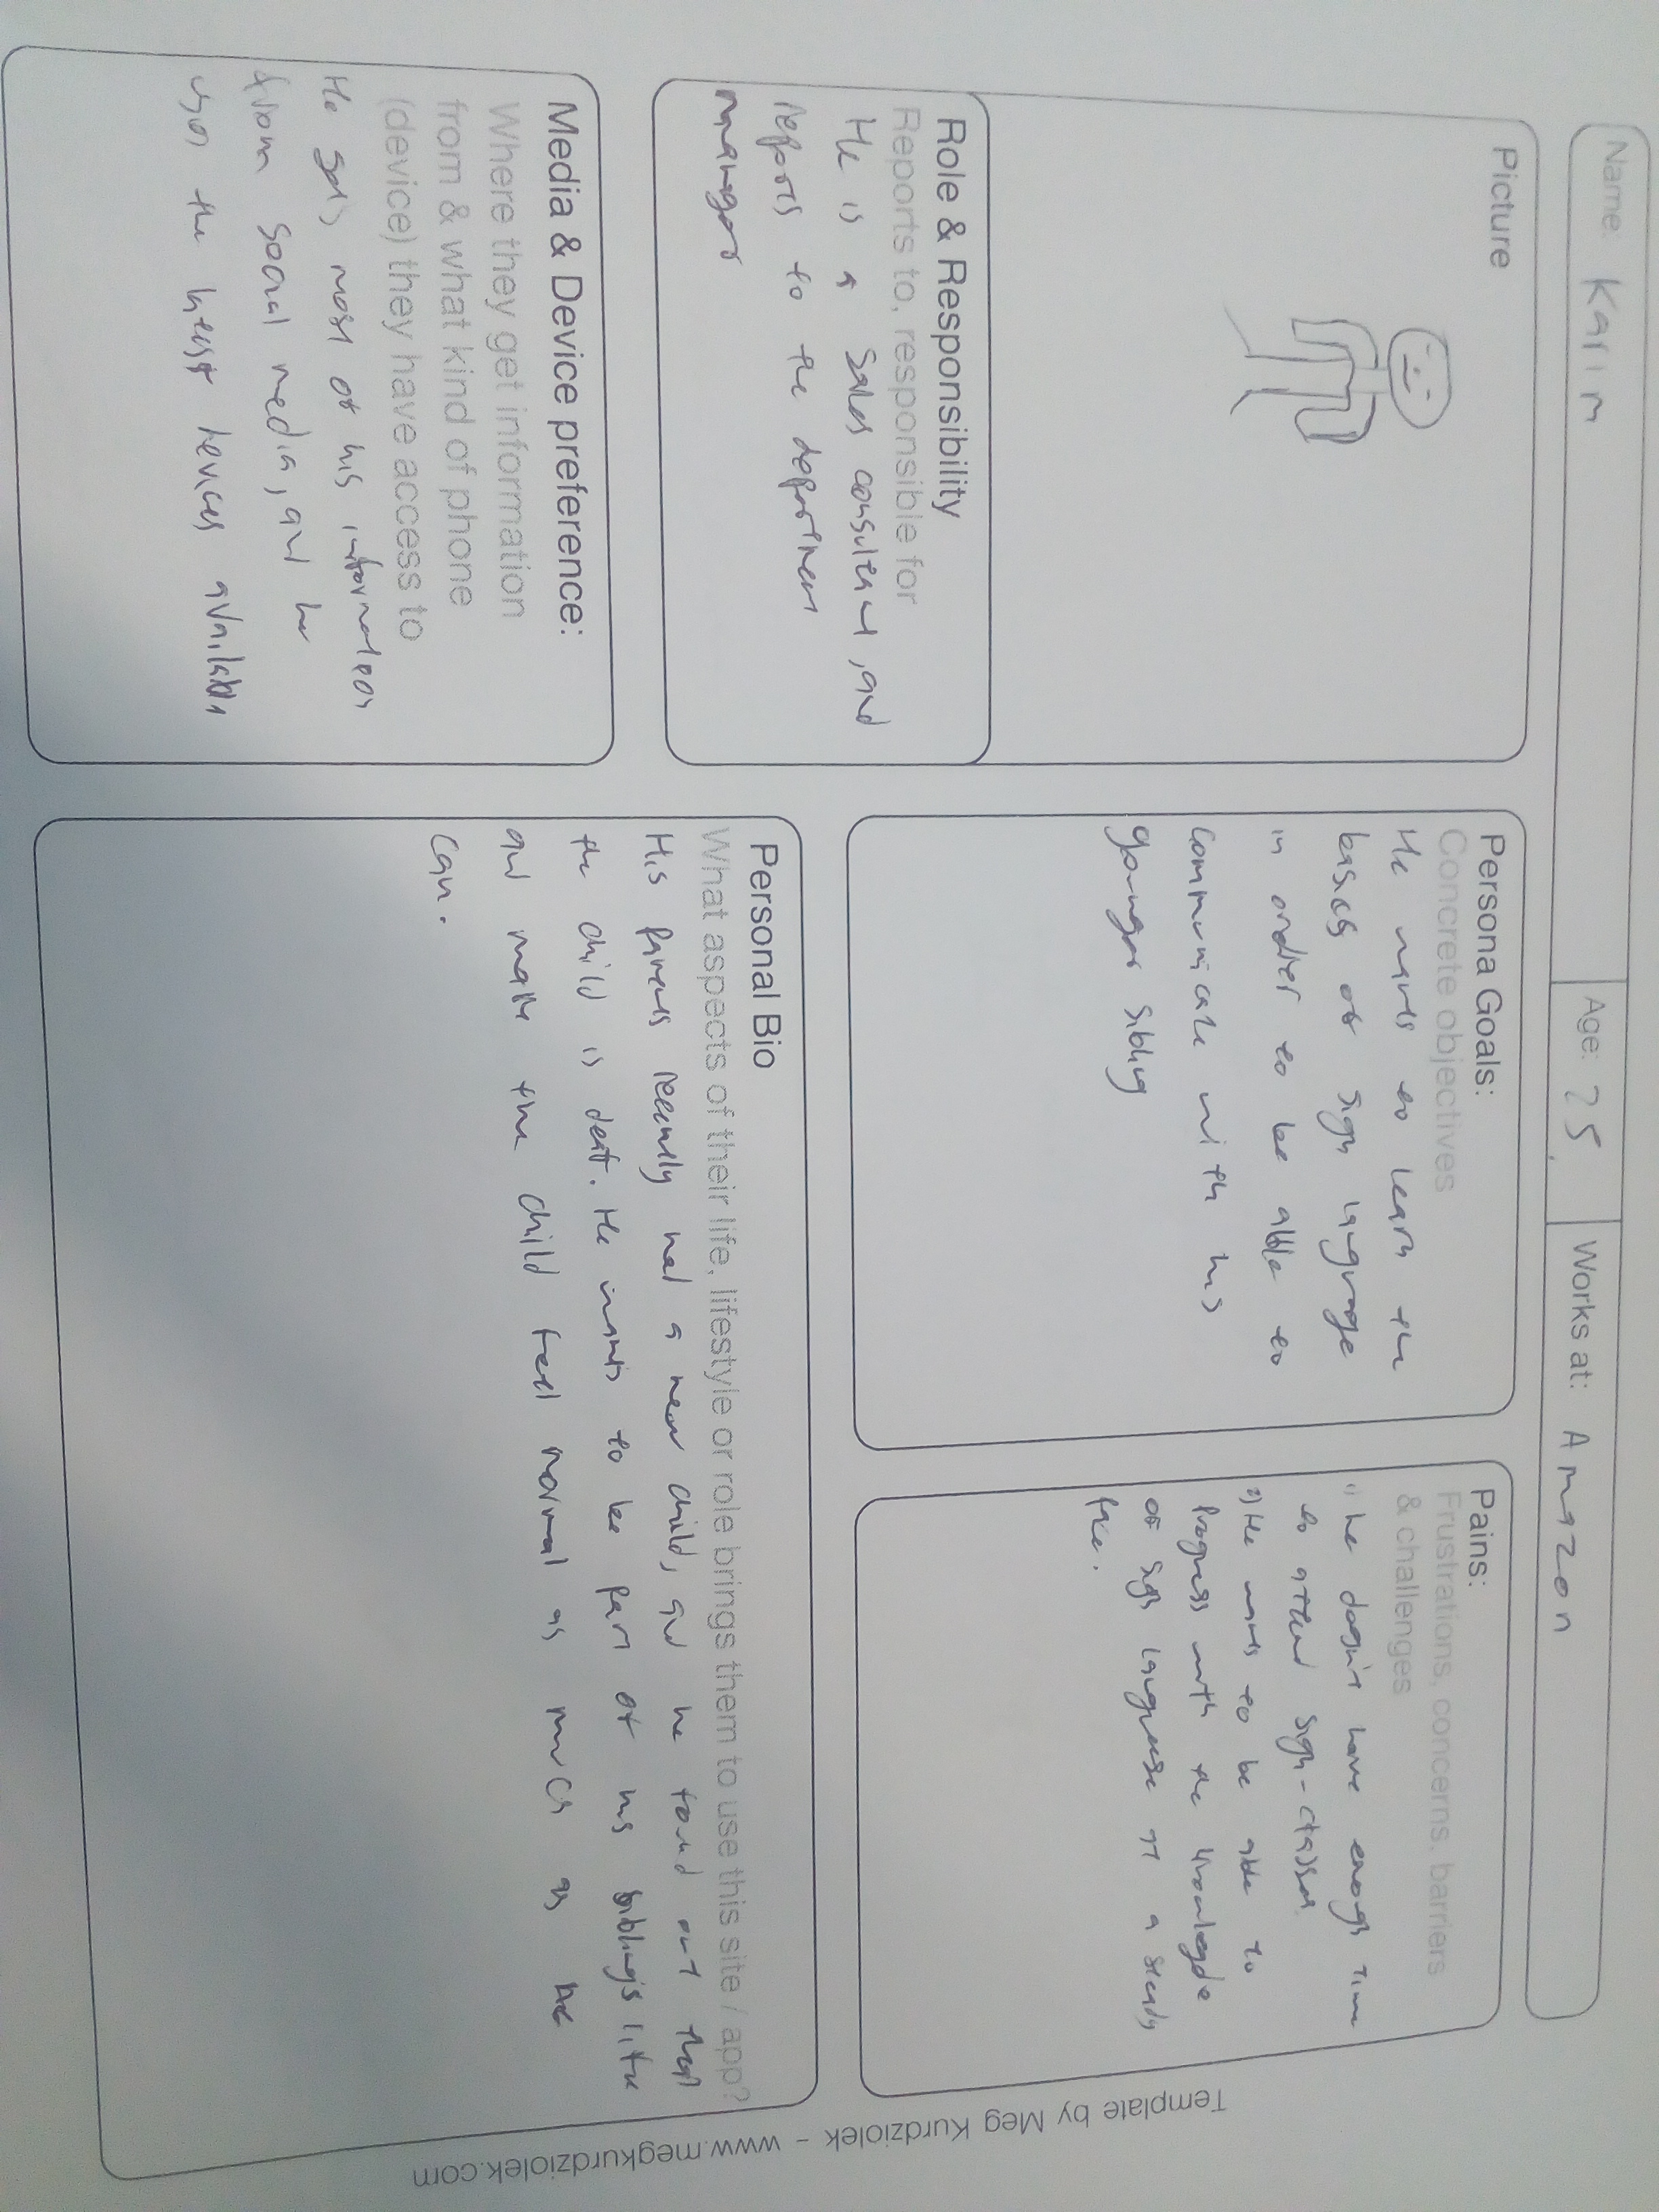 Name: Karim
Age: 25
Works at: Amazon
Picture
Role & Responsibility
Reports to, responsible for
He is a sales consultant, and
reports to the department
manager
Media & Device preference:
Where they get information
from & what kind of phone
(device) they have access to
He gets most of his information
from social media, and he
uses the latest devices available
Persona Goals:
Concrete objectives
He wants to learn the
basics of sign language
in order to be able to
communicate with his
younger sibling
Pains:
Frustrations, concerns, barriers
& challenges
1) he doesn't have enough time
to attend sign-classes
2) He wants to be able to
Progress with the knowlegde
of sign language at a steady
pace.
Personal Bio
What aspects of their life, lifestyle or role brings them to use this site / app?
His parents recently had a new child, and he found out that
the child is deaf. He wants to be part of his sibling's life
and make the child feel normal as much as he
can.
Template by Meg Kurdziolek - www.megkurdziolek.com